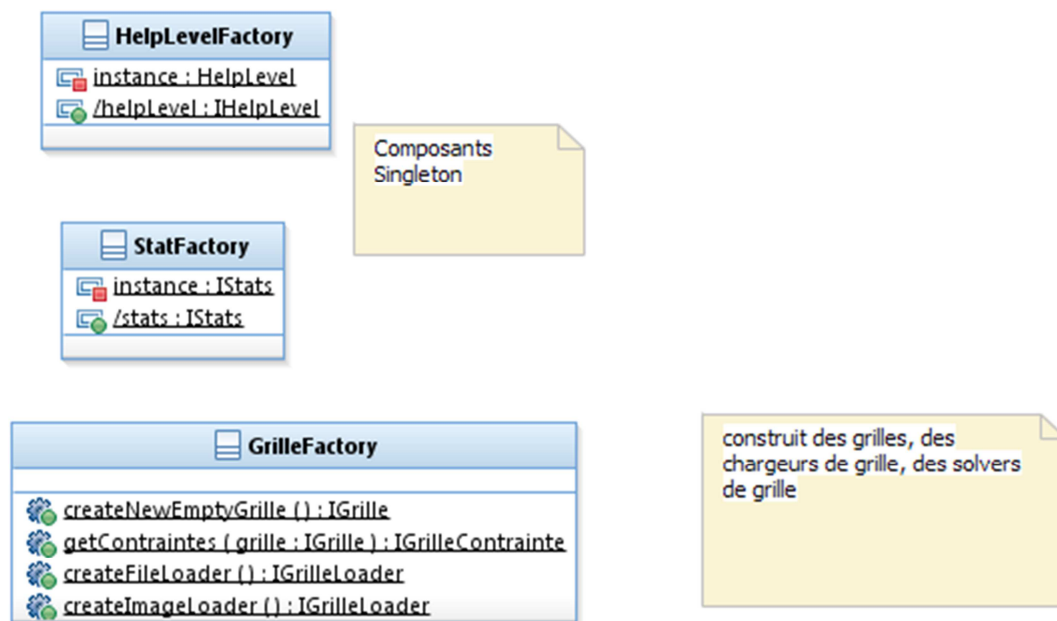 HelpLevelFactory
instance : HelpLevel
/helpLevel : IHelpLevel
Composants
Singleton
StatFactory
instance : IStats
/stats : IStats
GrilleFactory
createNewEmptyGrille () : IGrille
getContraintes ( grille : IGrille ) : IGrilleContrainte
createFileLoader () : IGrilleLoader
createImageLoader () : IGrilleLoader
construit des grilles, des
chargeurs de grille, des solvers
de grille